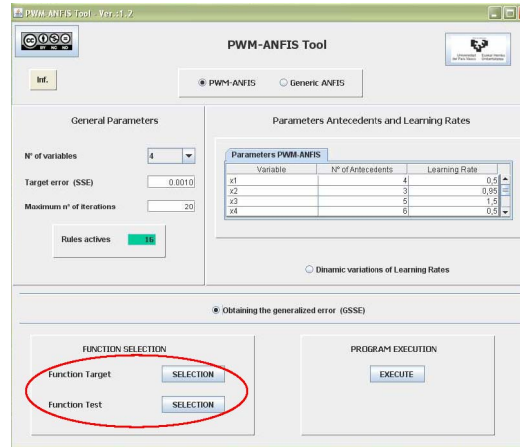 PWM-ANFIS Tool - Ver.:1.2
PWM-ANFIS Tool
BY NC ND
Inf.
PWM-ANFIS Generic ANFIS
General Parameters
Nº of variables 4
Target error (SSE) 0.0010
Maximum nº of iterations 20
Rules actives 16
Parameters Antecedents and Learning Rates
Parameters PWM-ANFIS
Variable Nº of Antecedents Learning Rate
x1 4 0,5
x2 3 0,95
x3 5 1,5
x4 6 0,5
Dinamic variations of Learning Rates
Obtaining the generalized error (GSSE)
FUNCTION SELECTION
Function Target SELECTION
Function Test SELECTION
PROGRAM EXECUTION
EXECUTE